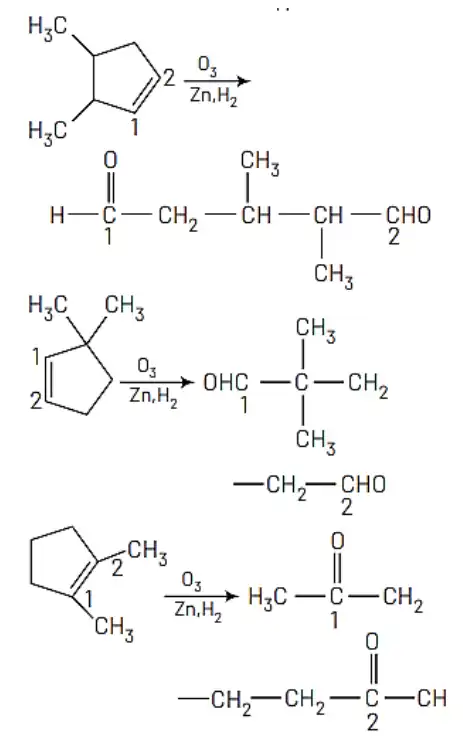 H₃C
2 O₃
Zn,H₂
H₃C 1
O CH₃
H — C — CH₂ — CH — CH — CHO
1 2
CH₃
H₃C CH₃ CH₃
1 O₃ OHC — C — CH₂
2 Zn,H₂ 1
CH₃
—CH₂—CHO
2
CH₃ O
2 O₃
1 Zn,H₂ H₃C — C — CH₂
CH₃ 1
O
—CH₂—CH₂—C—CH
2